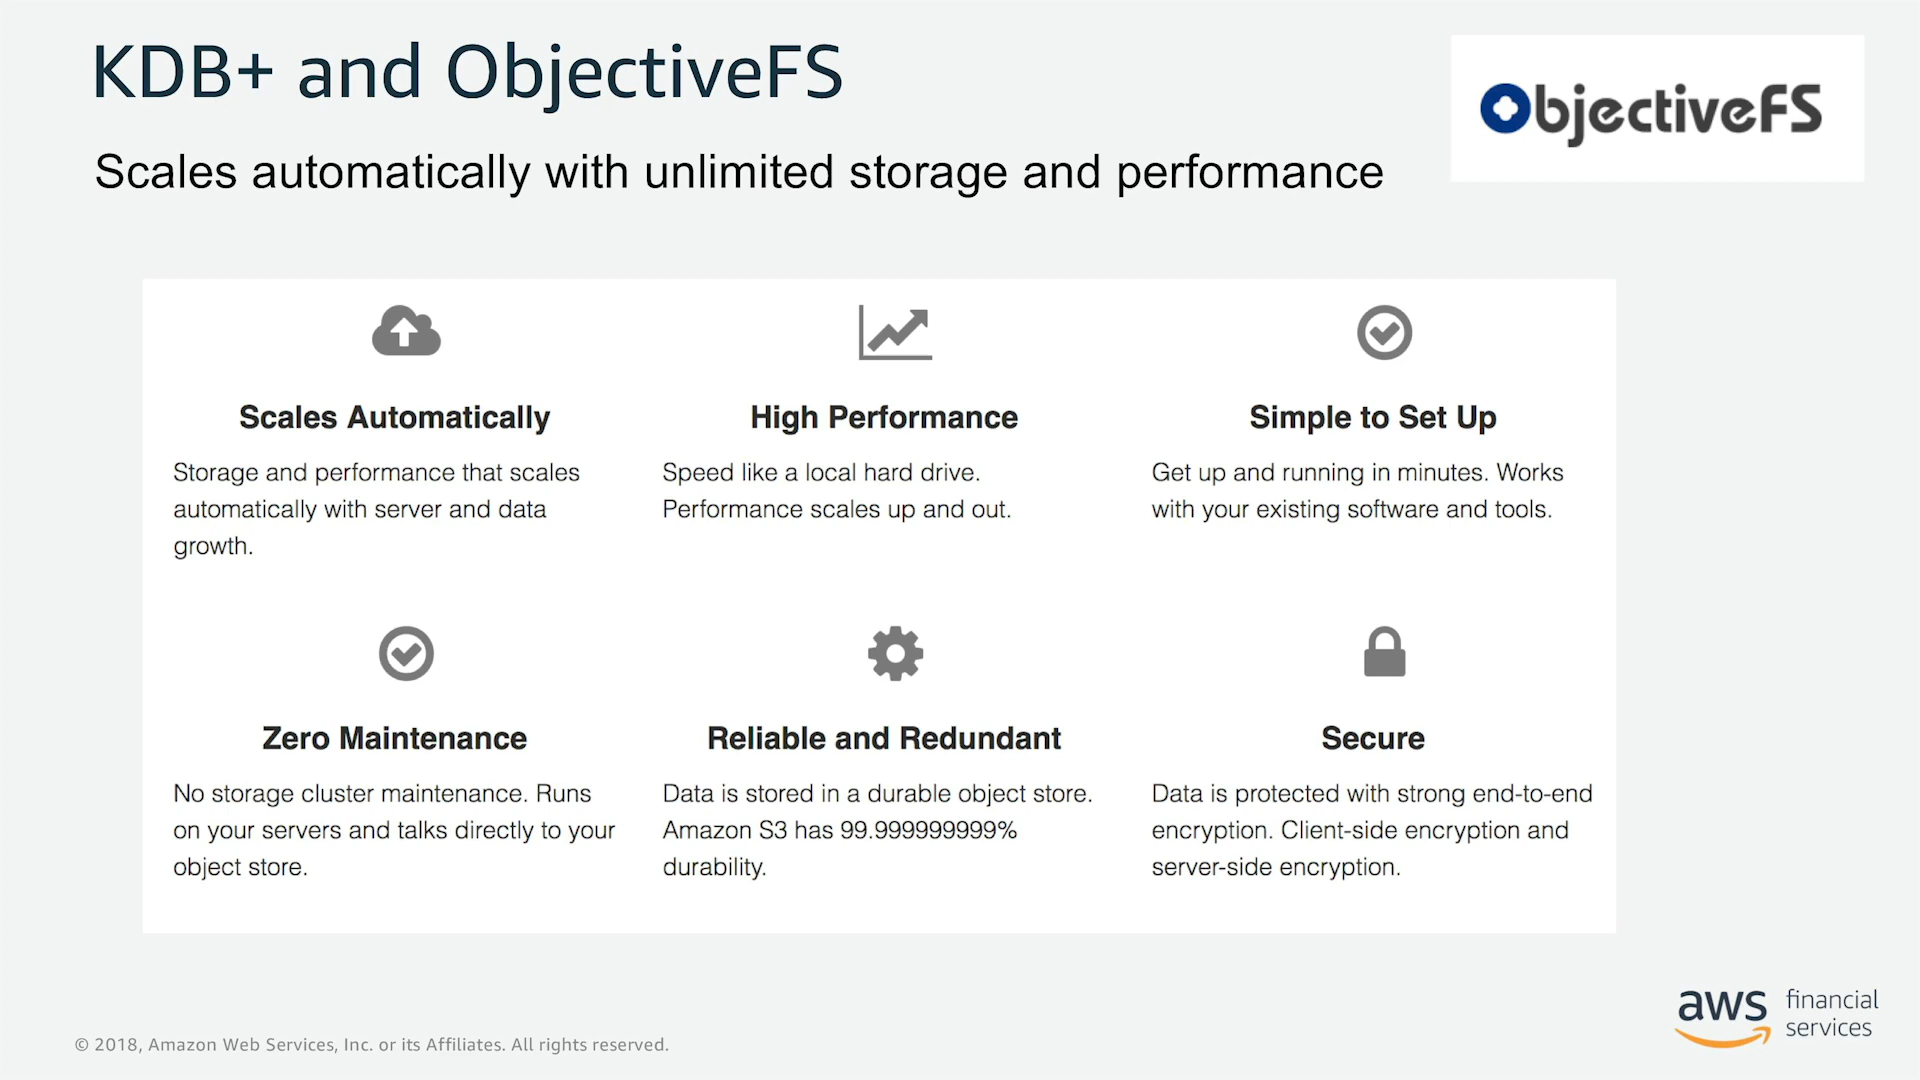 KDB+ and ObjectiveFS
ObjectiveFS
Scales automatically with unlimited storage and performance
Scales Automatically
Storage and performance that scales
automatically with server and data
growth.
High Performance
Speed like a local hard drive.
Performance scales up and out.
Simple to Set Up
Get up and running in minutes. Works
with your existing software and tools.
Zero Maintenance
No storage cluster maintenance. Runs
on your servers and talks directly to your
object store.
Reliable and Redundant
Data is stored in a durable object store.
Amazon S3 has 99.999999999%
durability.
Secure
Data is protected with strong end-to-end
encryption. Client-side encryption and
server-side encryption.
© 2018, Amazon Web Services, Inc. or its Affiliates. All rights reserved.
aws financial
services